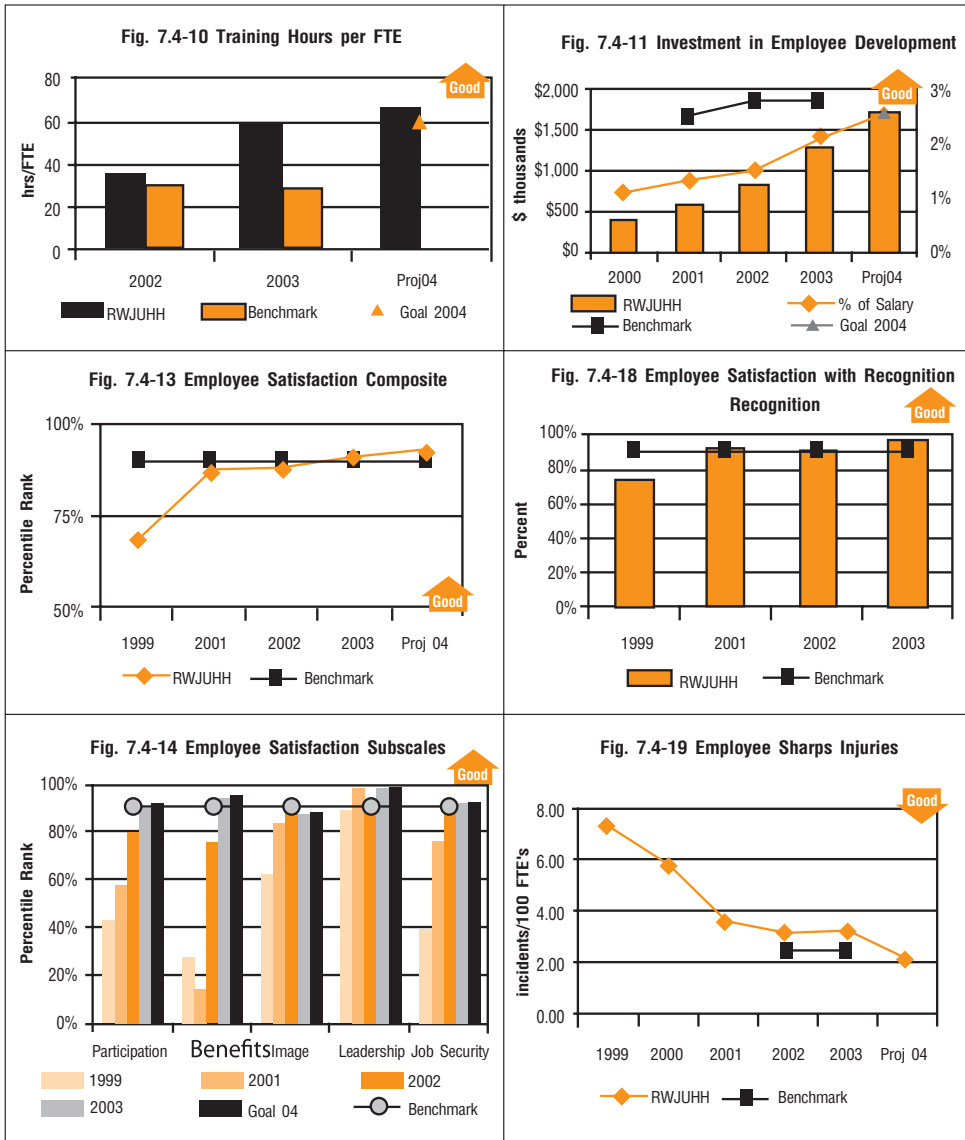 Fig. 7.4-10 Training Hours per FTE
Good
hrs/FTE
80
60
40
20
0
2002 2003 Proj04
RWJUHH Benchmark Goal 2004
Fig. 7.4-11 Investment in Employee Development
Good
$ thousands
$2,000 3%
$1,500
2%
$1.000
1%
$500
$0 0%
2000 2001 2002 2003 Proj04
RWJUHH % of Salary
Benchmark Goal 2004
Fig. 7.4-13 Employee Satisfaction Composite
Percentile Rank
100%
75%
50%
Good
1999 2001 2002 2003 Proj 04
RWJUHH Benchmark
Fig. 7.4-18 Employee Satisfaction with Recognition
Recognition
Good
Percent
100%
80%
60%
40%
20%
0%
1999 2001 2002 2003
RWJUHH Benchmark
Fig. 7.4-14 Employee Satisfaction Subscales
Good
Percentile Rank
100%
80%
60%
40%
20%
0%
Participation Benefits Image Leadership Job Security
1999 2001 2002
2003 Goal 04 Benchmark
Fig. 7.4-19 Employee Sharps Injuries
Good
incidents/100 FTE's
8.00
6.00
4.00
2.00
0.00
1999 2000 2001 2002 2003 Proj 04
RWJUHH Benchmark